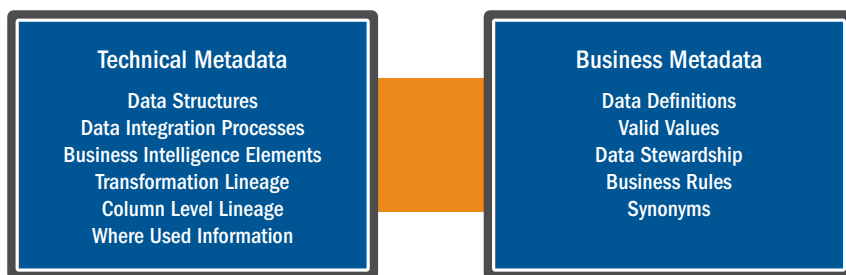 Technical Metadata
Data Structures
Data Integration Processes
Business Intelligence Elements
Transformation Lineage
Column Level Lineage
Where Used Information
Business Metadata
Data Definitions
Valid Values
Data Stewardship
Business Rules
Synonyms